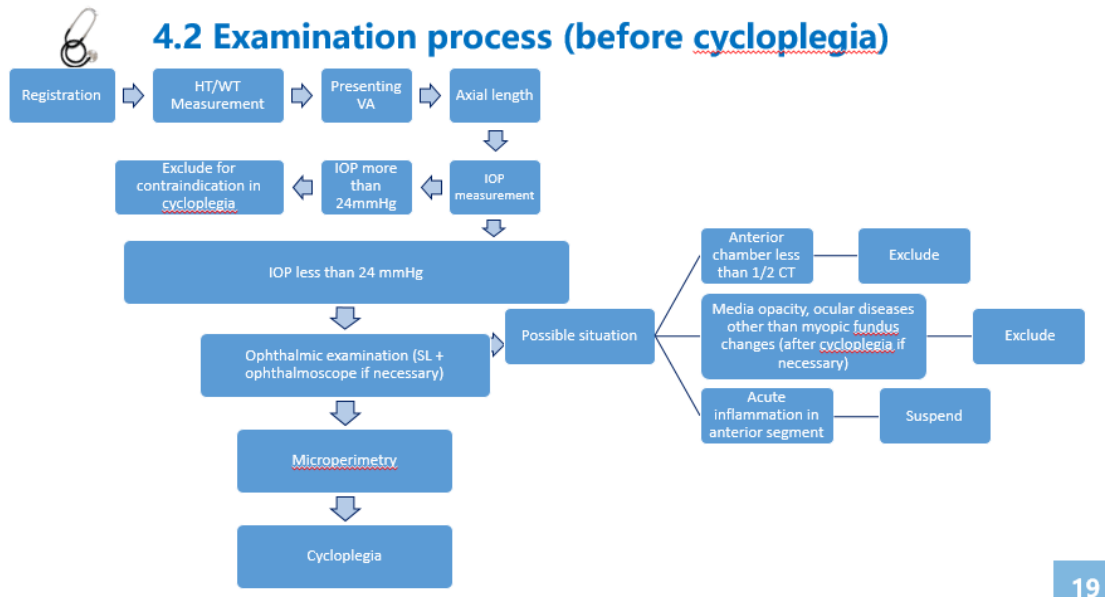 4.2 Examination process (before cycloplegia)
Registration
HT/WT
Measurement
Presenting
VA
Axial length
Exclude for
contraindication in
cycloplegia
IOP more
than
24mmHg
IOP
measurement
IOP less than 24 mmHg
Ophthalmic examination (SL +
ophthalmoscope if necessary)
Possible situation
Anterior
chamber less
than 1/2 CT
Exclude
Media opacity, ocular diseases
other than myopic fundus
changes (after cycloplegia if
necessary)
Exclude
Acute
inflammation in
anterior segment
Suspend
Microperimetry
Cycloplegia
19